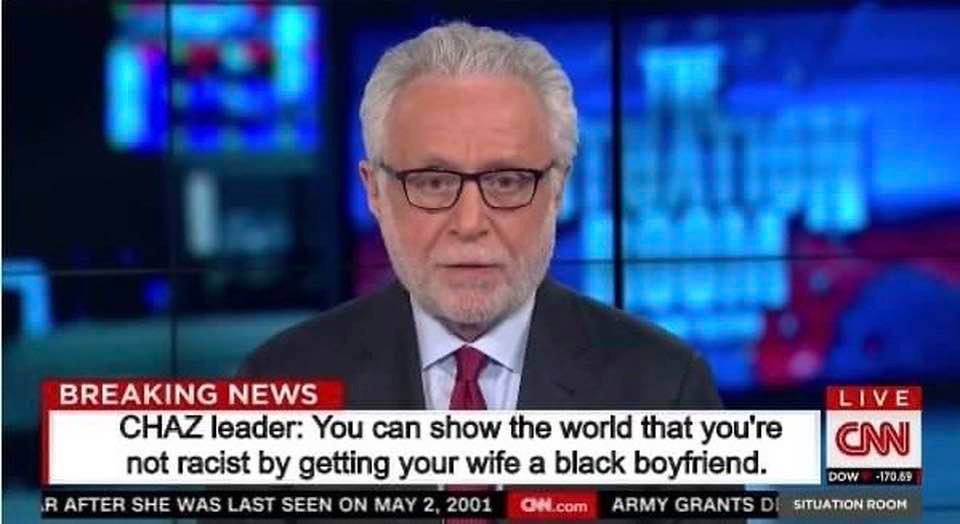 BREAKING NEWS
LIVE
CHAZ leader: You can show the world that you're
not racist by getting your wife a black boyfriend.
CNN
DOW -170.69
R AFTER SHE WAS LAST SEEN ON MAY 2, 2001 CNN.com ARMY GRANTS D SITUATION ROOM